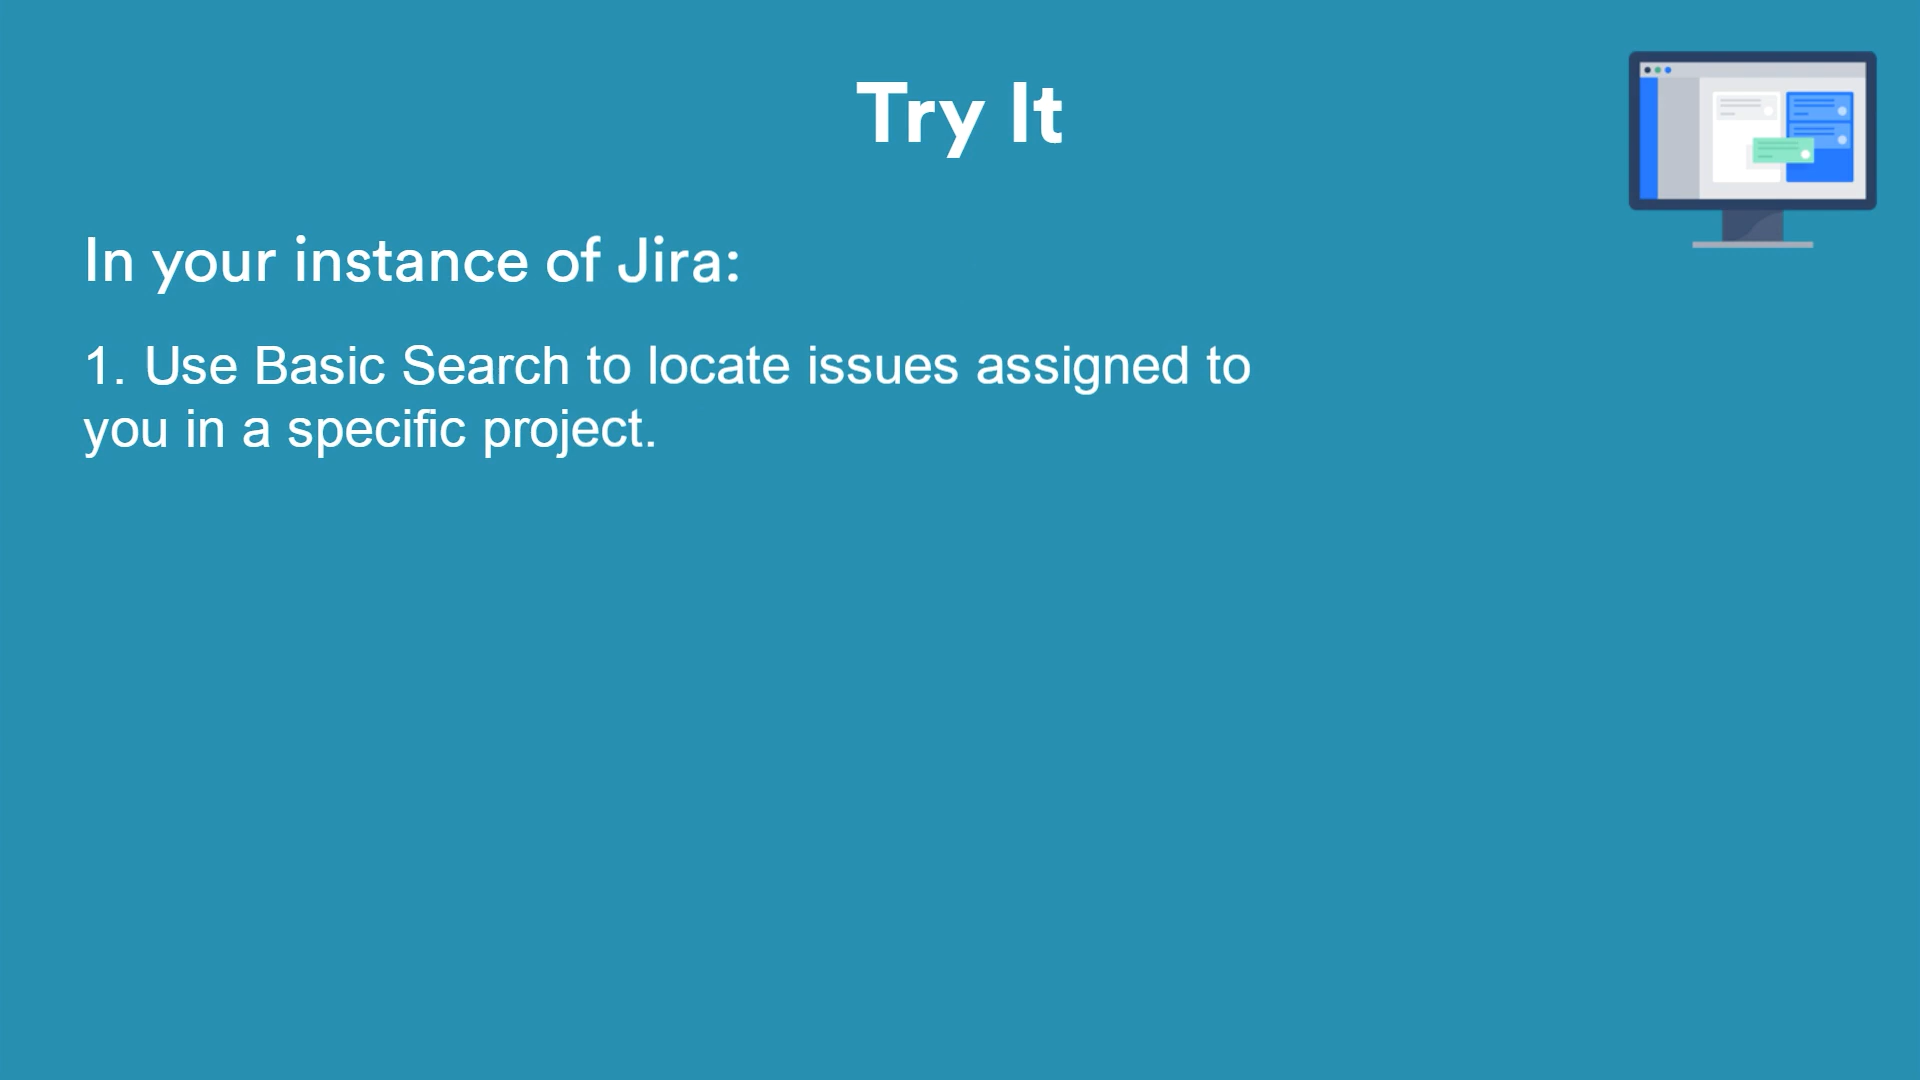 Try It
In your instance of Jira:
1. Use Basic Search to locate issues assigned to
you in a specific project.